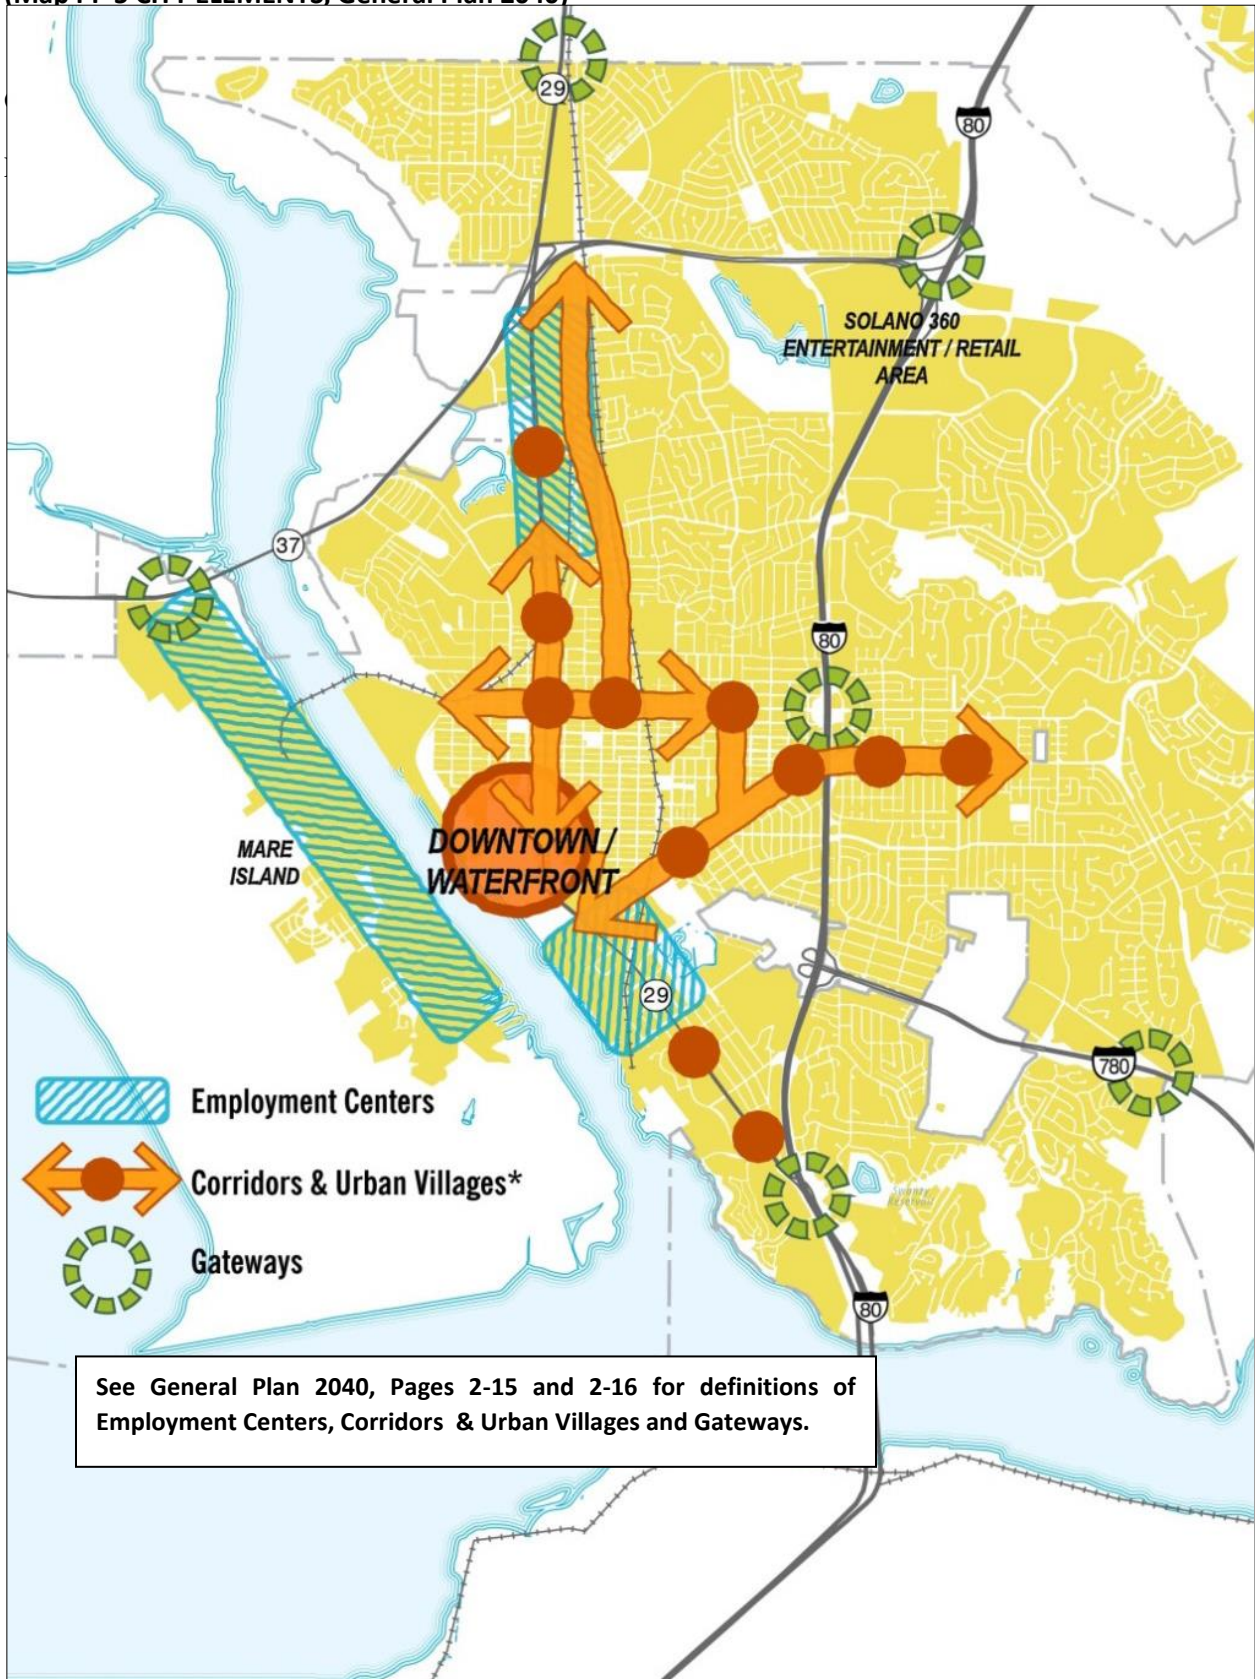 29
80
SOLANO 360
ENTERTAINMENT / RETAIL
AREA
37
80
MARE
ISLAND
DOWNTOWN /
WATERFRONT
29
780
Employment Centers
Corridors & Urban Villages*
Gateways
80
See General Plan 2040, Pages 2-15 and 2-16 for definitions of
Employment Centers, Corridors & Urban Villages and Gateways.